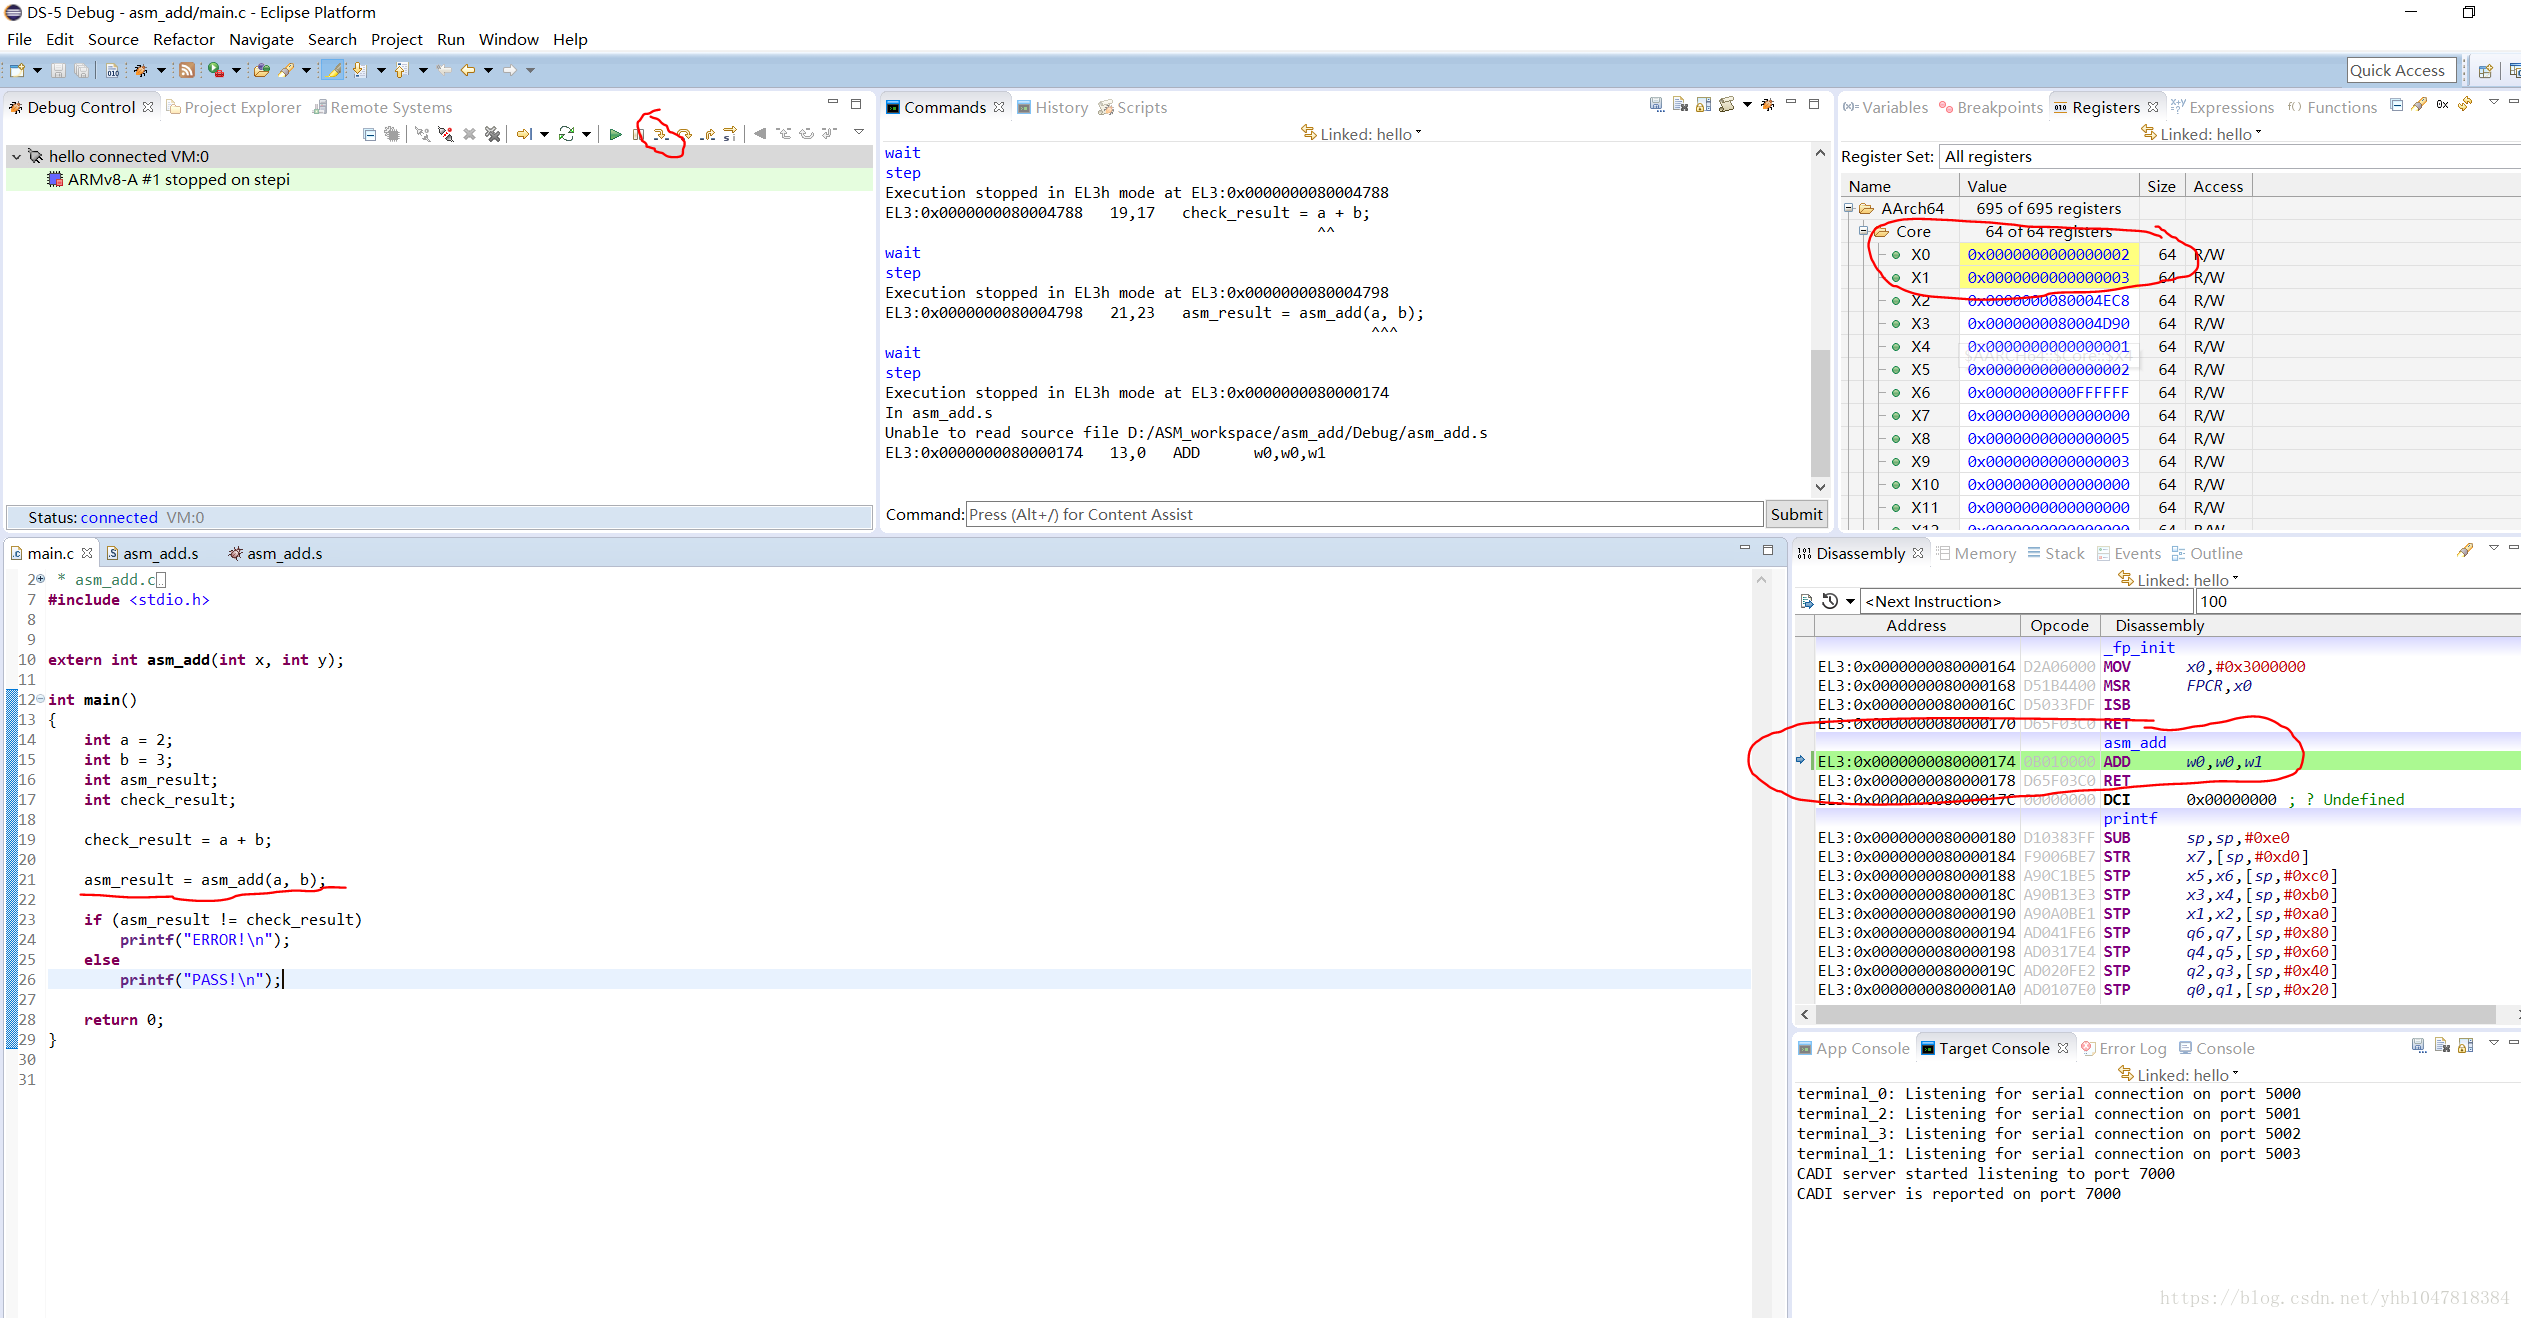 DS-5 Debug - asm_add/main.c - Eclipse Platform
File Edit Source Refactor Navigate Search Project Run Window Help
Quick Access
Debug Control Project Explorer Remote Systems
hello connected VM:0
ARMv8-A #1 stopped on stepi
Status: connected VM:0
Commands History Scripts
Linked: hello
wait
step
Execution stopped in EL3h mode at EL3:0x0000000080004788
EL3:0x0000000080004788 19,17 check_result = a + b;
^^
wait
step
Execution stopped in EL3h mode at EL3:0x0000000080004798
EL3:0x0000000080004798 21,23 asm_result = asm_add(a, b);
^^^
wait
step
Execution stopped in EL3h mode at EL3:0x0000000080000174
In asm_add.s
Unable to read source file D:/ASM_workspace/asm_add/Debug/asm_add.s
EL3:0x0000000080000174 13,0 ADD w0,w0,w1
Command: Press (Alt+/) for Content Assist Submit
Variables Breakpoints Registers Expressions Functions
Linked: hello
Register Set: All registers
Name Value Size Access
AArch64 695 of 695 registers
Core 64 of 64 registers
X0 0x0000000000000002 64 R/W
X1 0x0000000000000003 64 R/W
X2 0x0000000080004EC8 64 R/W
X3 0x0000000080004D90 64 R/W
X4 0x0000000000000001 64 R/W
X5 0x0000000000000002 64 R/W
X6 0x0000000000FFFFFF 64 R/W
X7 0x0000000000000000 64 R/W
X8 0x0000000000000005 64 R/W
X9 0x0000000000000003 64 R/W
X10 0x0000000000000000 64 R/W
X11 0x0000000000000000 64 R/W
X12 0x0000000000000000 64 R/W
main.c asm_add.s asm_add.s
2 * asm_add.c
7 #include <stdio.h>
8
9
10 extern int asm_add(int x, int y);
11
12 int main()
13 {
14 int a = 2;
15 int b = 3;
16 int asm_result;
17 int check_result;
18
19 check_result = a + b;
20
21 asm_result = asm_add(a, b);
22
23 if (asm_result != check_result)
24 printf("ERROR!\n");
25 else
26 printf("PASS!\n");
27
28 return 0;
29 }
30
31
Disassembly Memory Stack Events Outline
Linked: hello
<Next Instruction> 100
Address Opcode Disassembly
_fp_init
EL3:0x0000000080000164 D2A06000 MOV x0,#0x3000000
EL3:0x0000000080000168 D51B4400 MSR FPCR,x0
EL3:0x000000008000016C D5033FDF ISB
EL3:0x0000000080000170 D65F03C0 RET
asm_add
EL3:0x0000000080000174 0B010000 ADD w0,w0,w1
EL3:0x0000000080000178 D65F03C0 RET
EL3:0x000000008000017C 00000000 DCI 0x00000000 ; ? Undefined
printf
EL3:0x0000000080000180 D10383FF SUB sp,sp,#0xe0
EL3:0x0000000080000184 F9006BE7 STR x7,[sp,#0xd0]
EL3:0x0000000080000188 A90C1BE5 STP x5,x6,[sp,#0xc0]
EL3:0x000000008000018C A90B13E3 STP x3,x4,[sp,#0xb0]
EL3:0x0000000080000190 A90A0BE1 STP x1,x2,[sp,#0xa0]
EL3:0x0000000080000194 AD041FE6 STP q6,q7,[sp,#0x80]
EL3:0x0000000080000198 AD0317E4 STP q4,q5,[sp,#0x60]
EL3:0x000000008000019C AD020FE2 STP q2,q3,[sp,#0x40]
EL3:0x00000000800001A0 AD0107E0 STP q0,q1,[sp,#0x20]
App Console Target Console Error Log Console
Linked: hello
terminal_0: Listening for serial connection on port 5000
terminal_2: Listening for serial connection on port 5001
terminal_3: Listening for serial connection on port 5002
terminal_1: Listening for serial connection on port 5003
CADI server started listening to port 7000
CADI server is reported on port 7000
https://blog.csdn.net/yhb1047818384